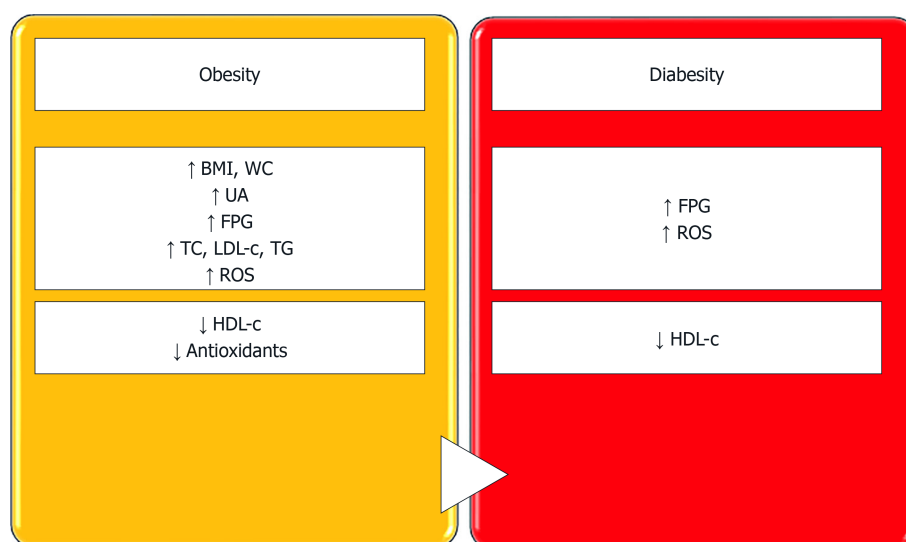 Obesity
↑ BMI, WC
↑ UA
↑ FPG
↑ TC, LDL-c, TG
↑ ROS
↓ HDL-c
↓ Antioxidants
Diabesity
↑ FPG
↑ ROS
↓ HDL-c